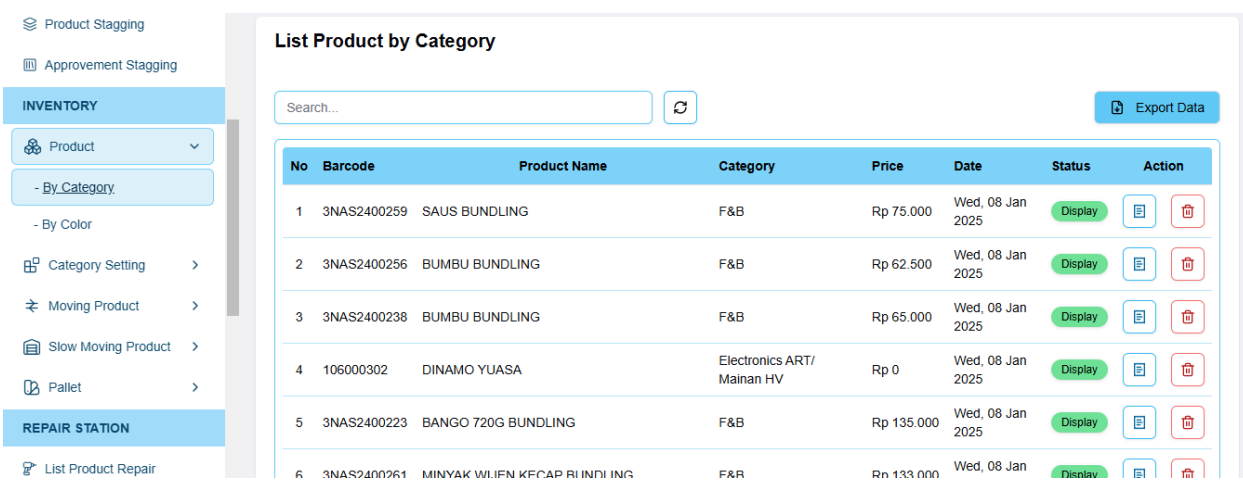 Product Stagging
Approvement Stagging
INVENTORY
Product
- By Category
- By Color
Category Setting
Moving Product
Slow Moving Product
Pallet
REPAIR STATION
List Product Repair
List Product by Category
Search...
Export Data
No Barcode Product Name Category Price Date Status Action
1 3NAS2400259 SAUS BUNDLING F&B Rp 75.000 Wed, 08 Jan 2025 Display
2 3NAS2400256 BUMBU BUNDLING F&B Rp 62.500 Wed, 08 Jan 2025 Display
3 3NAS2400238 BUMBU BUNDLING F&B Rp 65.000 Wed, 08 Jan 2025 Display
4 106000302 DINAMO YUASA Electronics ART/ Mainan HV Rp 0 Wed, 08 Jan 2025 Display
5 3NAS2400223 BANGO 720G BUNDLING F&B Rp 135.000 Wed, 08 Jan 2025 Display
6 3NAS2400261 MINYAK WIJEN KECAP BUNDLING F&B Rp 133.000 Wed, 08 Jan Display